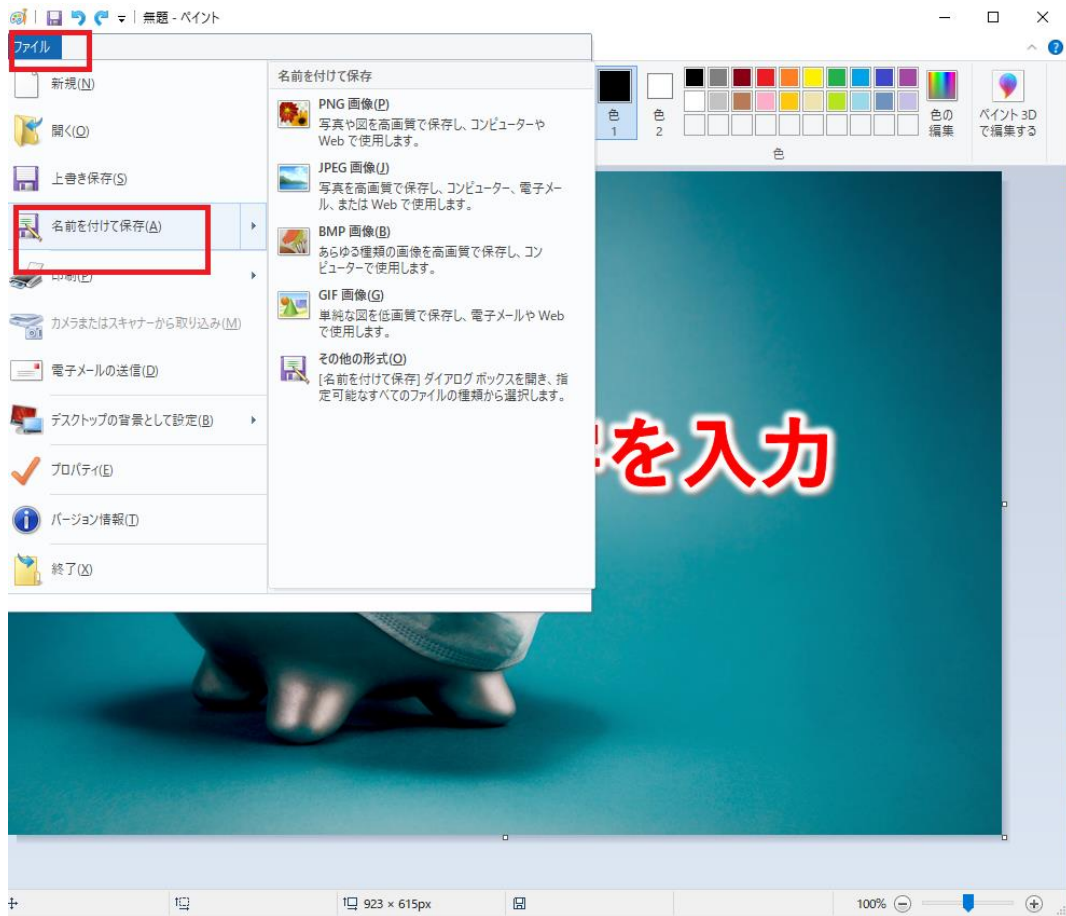 無題 - ペイント
ファイル
新規(N)
開く(O)
上書き保存(S)
名前を付けて保存(A)
印刷(P)
カメラまたはスキャナーから取り込み(M)
電子メールの送信(D)
デスクトップの背景として設定(B)
プロパティ(E)
バージョン情報(T)
終了(X)
名前を付けて保存
PNG 画像(P)
写真や図を高画質で保存し、コンピューターや
Web で使用します。
JPEG 画像(J)
写真を高画質で保存し、コンピューター、電子メー
ル、または Web で使用します。
BMP 画像(B)
あらゆる種類の画像を高画質で保存し、コン
ピューターで使用します。
GIF 画像(G)
単純な図を低画質で保存し、電子メールや Web
で使用します。
その他の形式(O)
[名前を付けて保存] ダイアログ ボックスを開き、指
定可能なすべてのファイルの種類から選択します。
色
1
色
2
色の
編集
ペイント 3D
で編集する
色
を入力
923 × 615px
100%